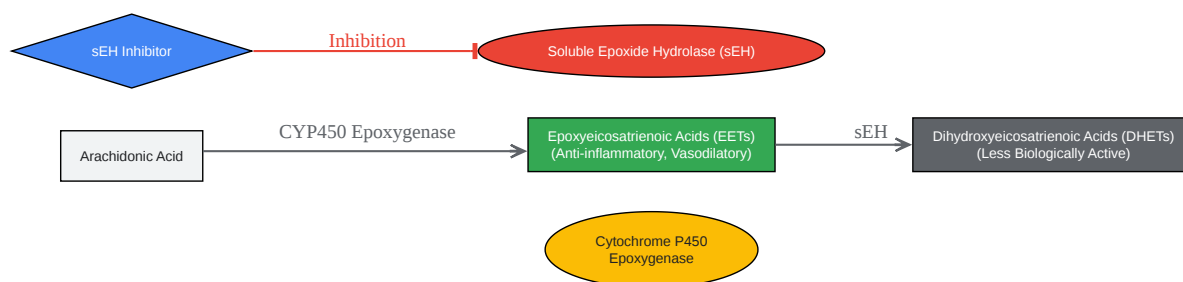 sEH Inhibitor
Inhibition
Soluble Epoxide Hydrolase (sEH)
Arachidonic Acid
CYP450 Epoxygenase
Epoxyeicosatrienoic Acids (EETs)
(Anti-inflammatory, Vasodilatory)
sEH
Dihydroxyeicosatrienoic Acids (DHETs)
(Less Biologically Active)
Cytochrome P450
Epoxygenase